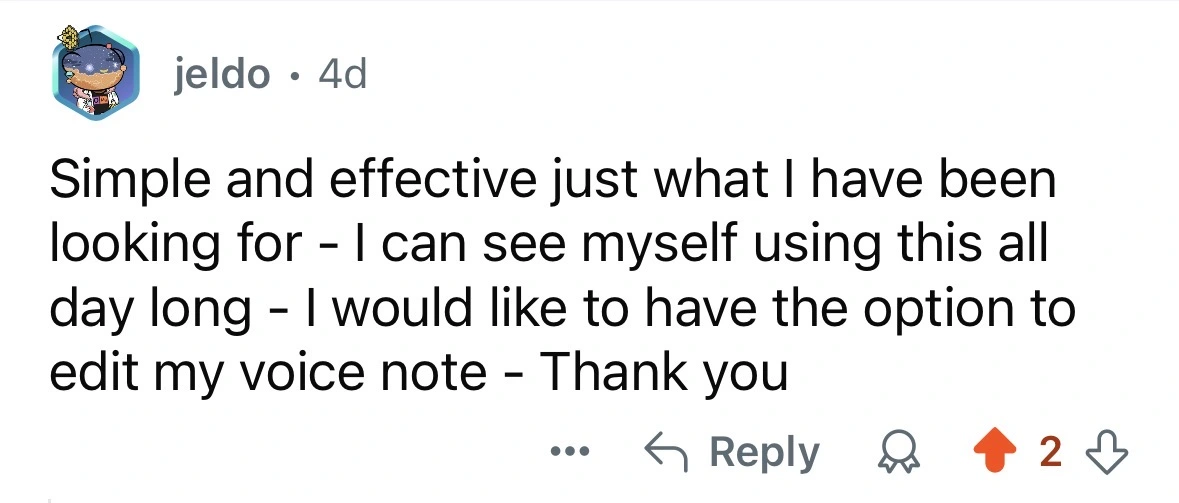 jeldo • 4d
Simple and effective just what I have been
looking for - I can see myself using this all
day long - I would like to have the option to
edit my voice note - Thank you
Reply 2